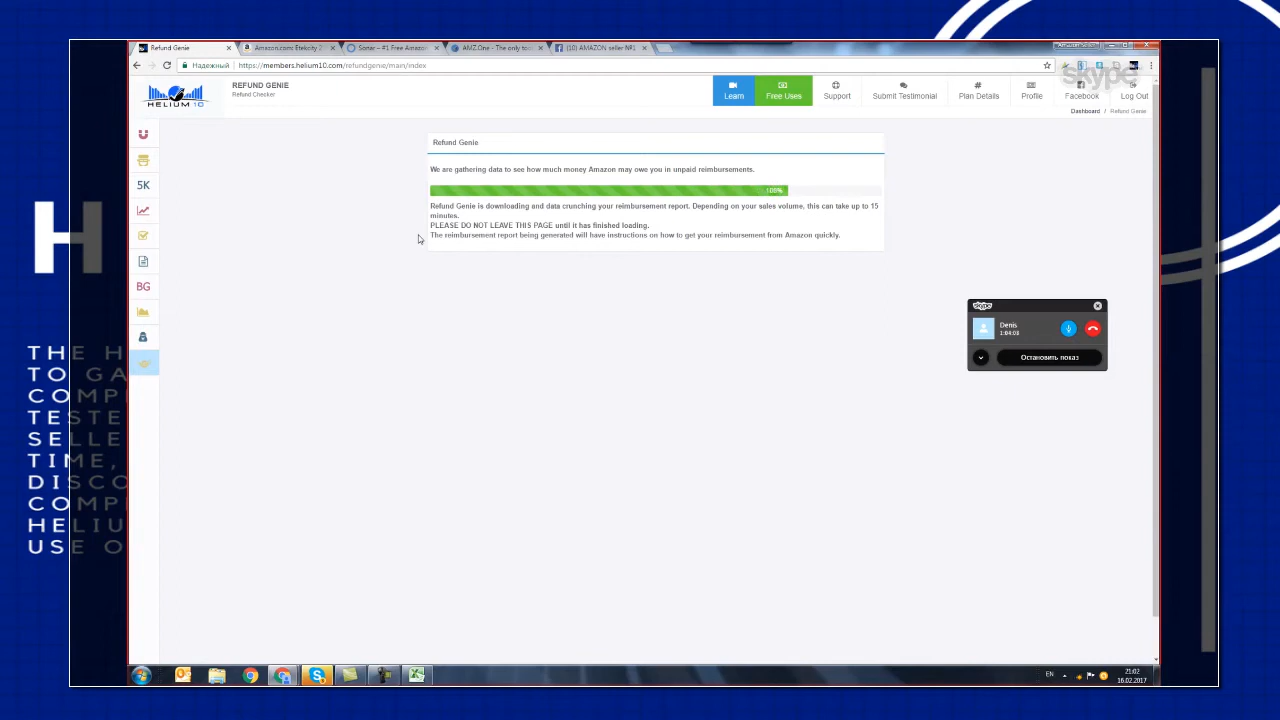 Refund Genie
Amazon.com: Etekcity 2
Sonar – #1 Free Amazon
AMZ.One - The only too
(10) AMAZON seller №1
Надежный
https://members.helium10.com/refundgenie/main/index
skype
HELIUM 10
REFUND GENIE
Refund Checker
Learn
Free Uses
Support
Submit Testimonial
Plan Details
Profile
Facebook
Log Out
Dashboard / Refund Genie
5K
BG
Refund Genie
We are gathering data to see how much money Amazon may owe you in unpaid reimbursements.
100%
Refund Genie is downloading and data crunching your reimbursement report. Depending on your sales volume, this can take up to 15
minutes.
PLEASE DO NOT LEAVE THIS PAGE until it has finished loading.
The reimbursement report being generated will have instructions on how to get your reimbursement from Amazon quickly.
skype
Denis
1:04:03
Остановить показ
H
THE H
TO GA
COMP
TESTE
SELLE
TIME,
DISCO
COMP
HELIU
USE O
EN
21:02
16.02.2017